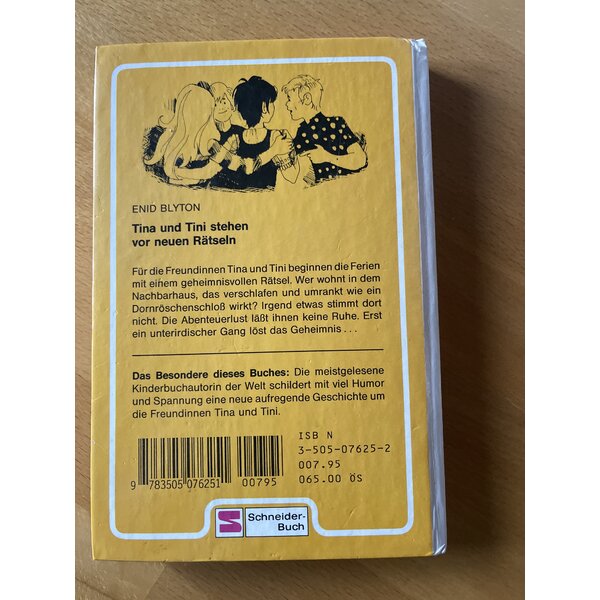 ENID BLYTON
Tina und Tini stehen
vor neuen Rätseln
Für die Freundinnen Tina und Tini beginnen die Ferien
mit einem geheimnisvollen Rätsel. Wer wohnt in dem
Nachbarhaus, das verschlafen und umrankt wie ein
Dornröschenschloß wirkt? Irgend etwas stimmt dort
nicht. Die Abenteuerlust läßt ihnen keine Ruhe. Erst
ein unterirdischer Gang löst das Geheimnis . . .
Das Besondere dieses Buches: Die meistgelesene
Kinderbuchautorin der Welt schildert mit viel Humor
und Spannung eine neue aufregende Geschichte um
die Freundinnen Tina und Tini.
ISB N
3-505-07625-2
007.95
065.00 ÖS
9 783505 076251 00795
Schneider-
Buch